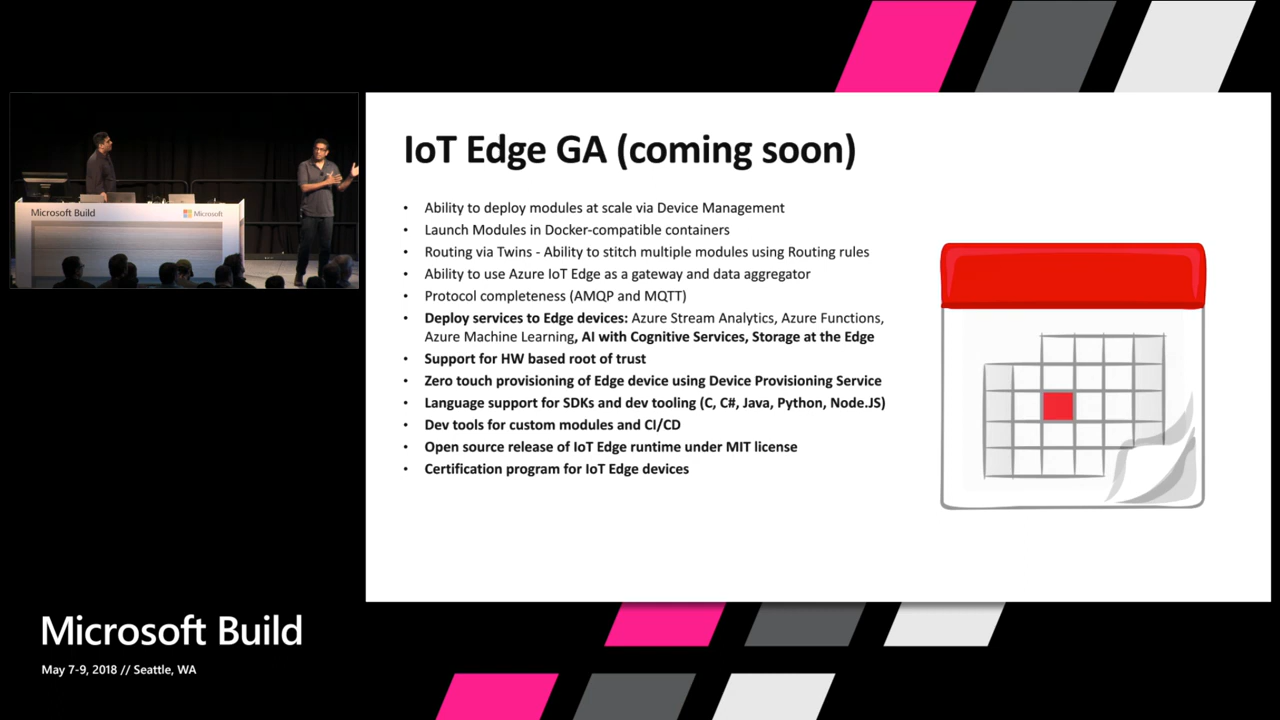 Microsoft Build
Microsoft
IoT Edge GA (coming soon)
• Ability to deploy modules at scale via Device Management
• Launch Modules in Docker-compatible containers
• Routing via Twins - Ability to stitch multiple modules using Routing rules
• Ability to use Azure IoT Edge as a gateway and data aggregator
• Protocol completeness (AMQP and MQTT)
• Deploy services to Edge devices: Azure Stream Analytics, Azure Functions,
Azure Machine Learning, AI with Cognitive Services, Storage at the Edge
• Support for HW based root of trust
• Zero touch provisioning of Edge device using Device Provisioning Service
• Language support for SDKs and dev tooling (C, C#, Java, Python, Node.JS)
• Dev tools for custom modules and CI/CD
• Open source release of IoT Edge runtime under MIT license
• Certification program for IoT Edge devices
Microsoft Build
May 7-9, 2018 // Seattle, WA